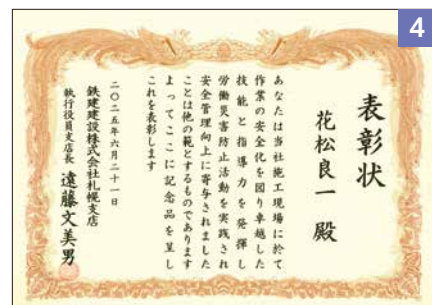 4
表彰状
花松良一 殿
あなたは当社施工現場に於て
作業の安全化を図り卓越した
技能と指導力を発揮し
労働災害防止活動を実践され
安全管理向上に寄与されました
ことは他の範とするものであります
よってここに記念品を呈し
これを表彰します
二〇二五年六月二十一日
鉄建建設株式会社札幌支店
執行役員支店長 遠藤文美男